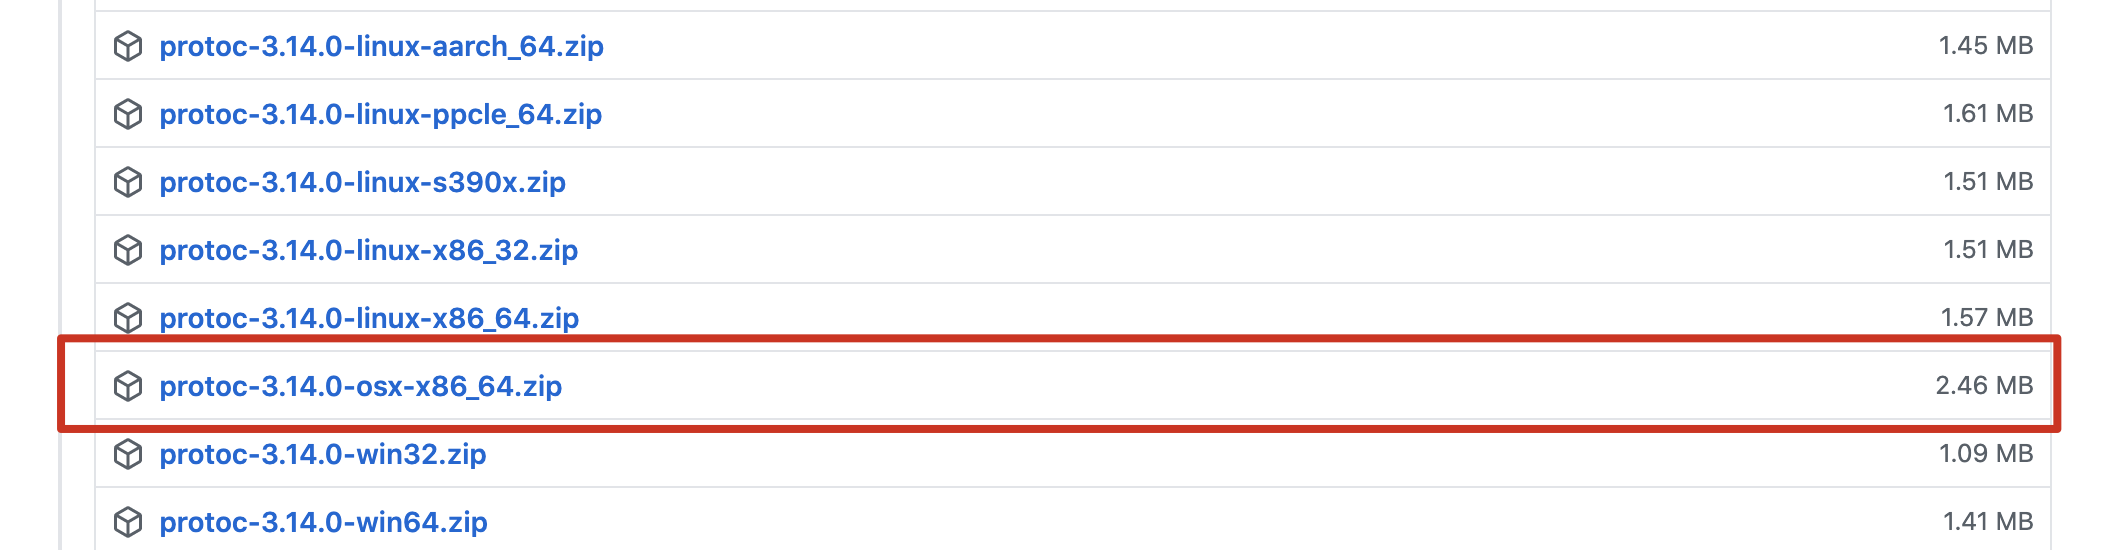 protoc-3.14.0-linux-aarch_64.zip 1.45 MB
protoc-3.14.0-linux-ppcle_64.zip 1.61 MB
protoc-3.14.0-linux-s390x.zip 1.51 MB
protoc-3.14.0-linux-x86_32.zip 1.51 MB
protoc-3.14.0-linux-x86_64.zip 1.57 MB
protoc-3.14.0-osx-x86_64.zip 2.46 MB
protoc-3.14.0-win32.zip 1.09 MB
protoc-3.14.0-win64.zip 1.41 MB